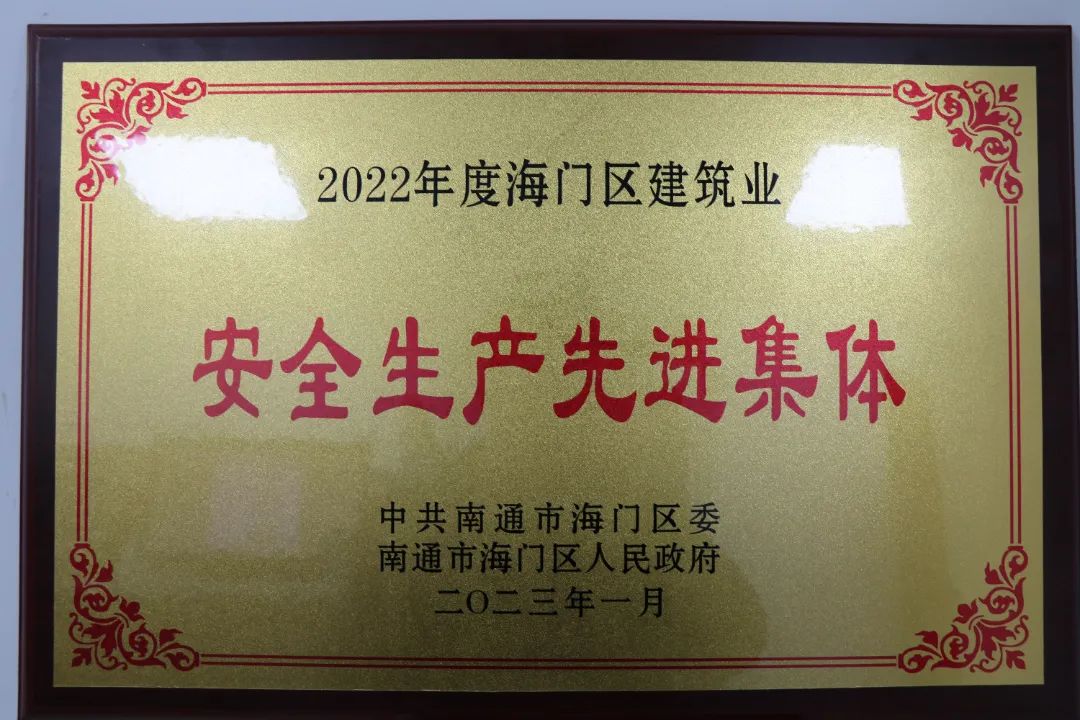 2022年度海门区建筑业
安全生产先进集体
中共南通市海门区委
南通市海门区人民政府
二〇二三年一月